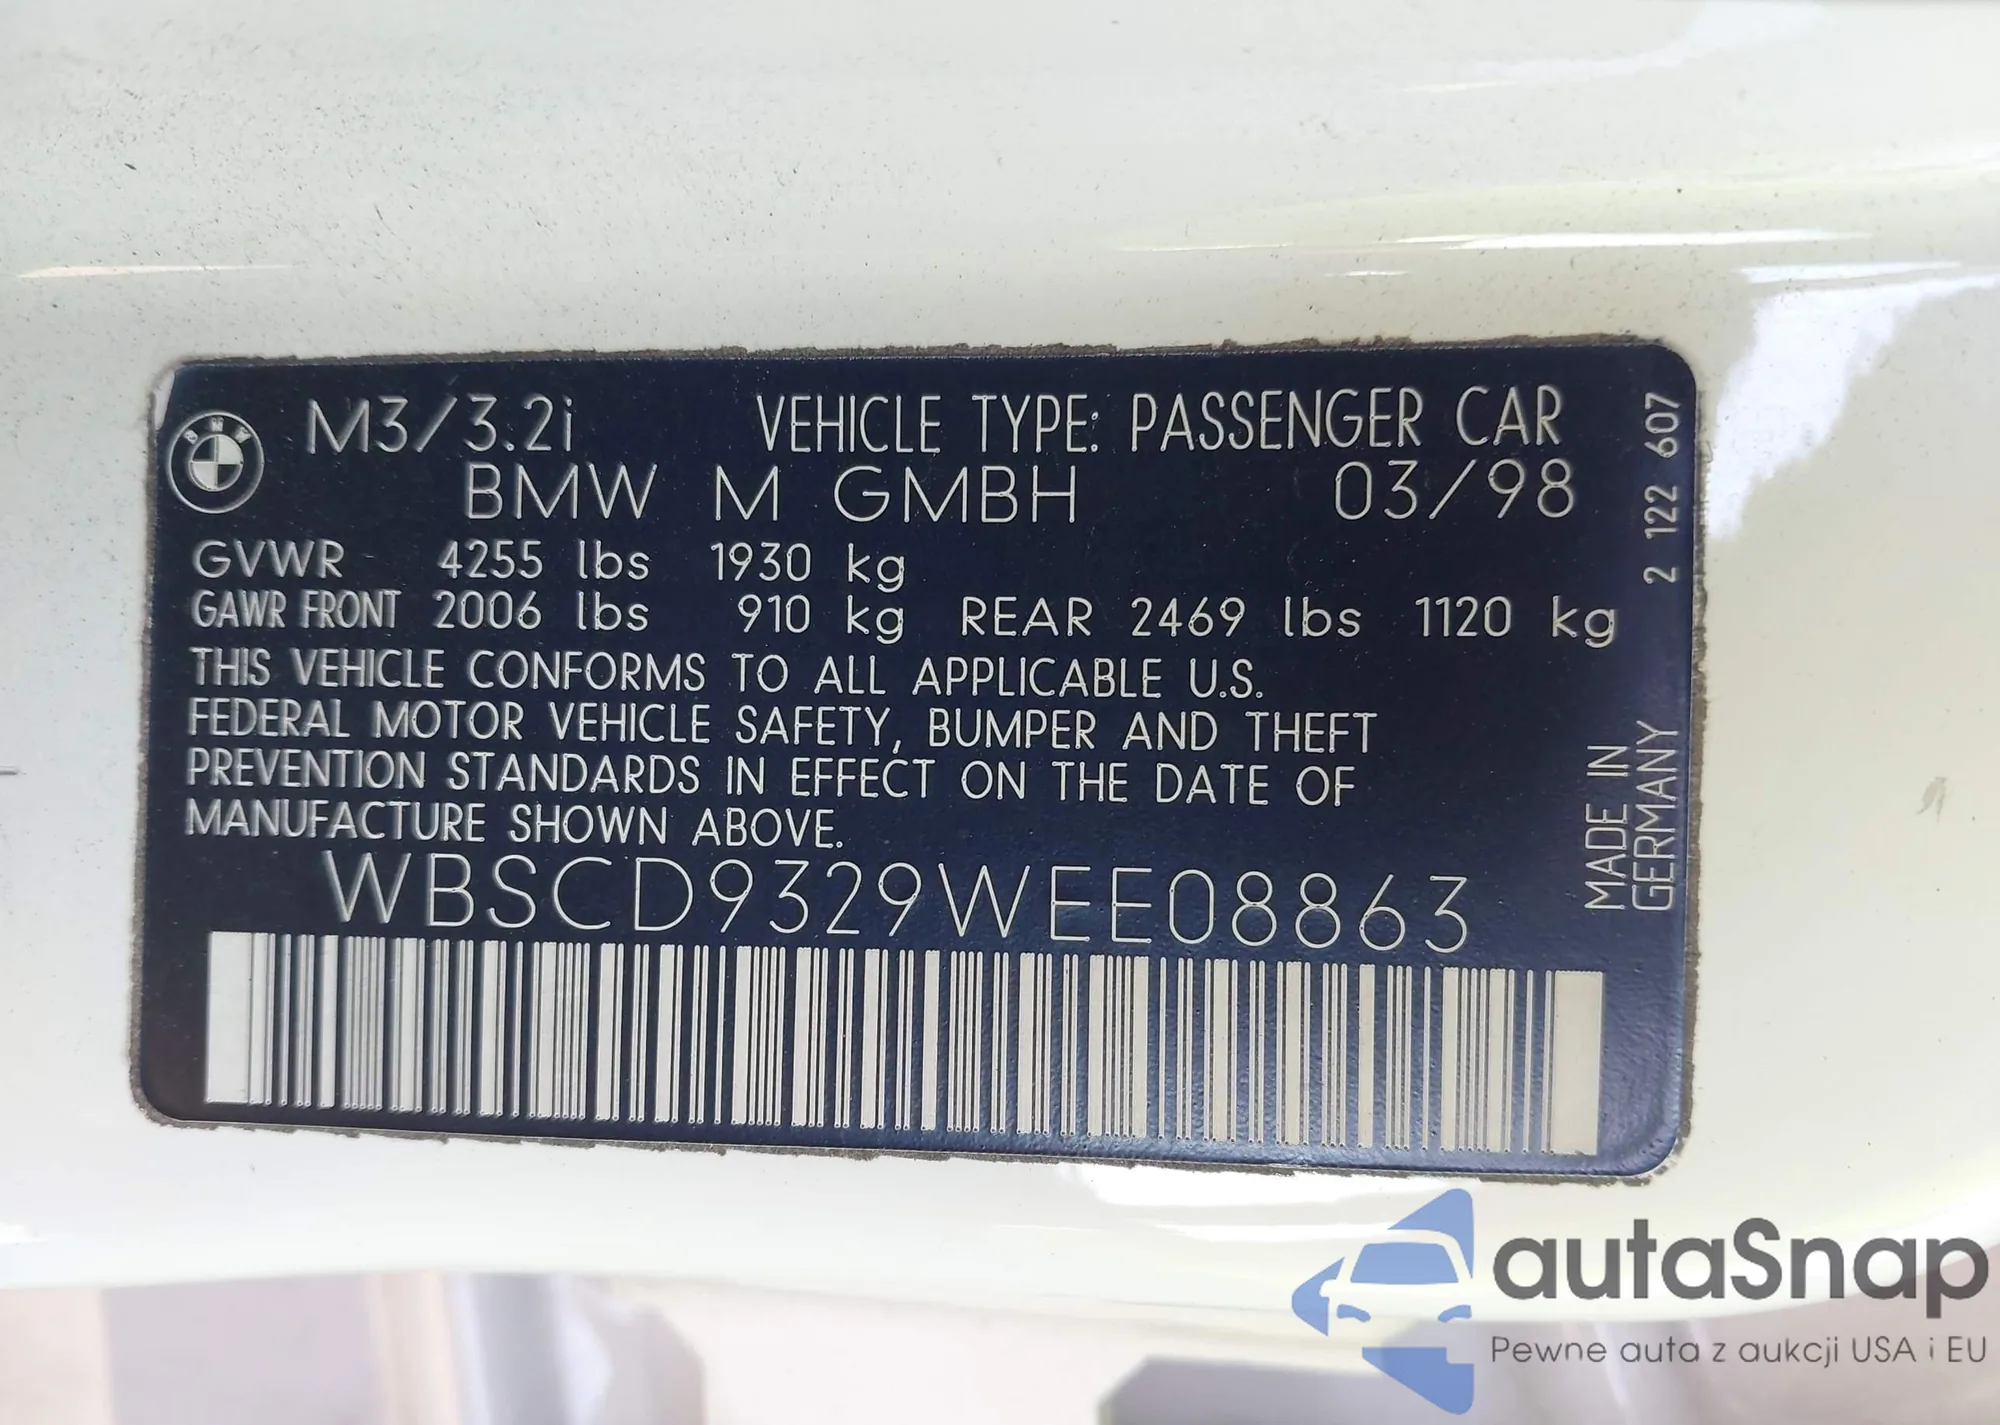 M3/3.2i VEHICLE TYPE: PASSENGER CAR
BMW M GMBH 03/98
GVWR 4255 lbs 1930 kg
GAWR FRONT 2006 lbs 910 kg REAR 2469 lbs 1120 kg
THIS VEHICLE CONFORMS TO ALL APPLICABLE U.S.
FEDERAL MOTOR VEHICLE SAFETY, BUMPER AND THEFT
PREVENTION STANDARDS IN EFFECT ON THE DATE OF
MANUFACTURE SHOWN ABOVE.
WBSCD9329WEE08863
2 122 607
MADE IN
GERMANY
BMW
autaSnap
Pewne auta z aukcji USA i EU